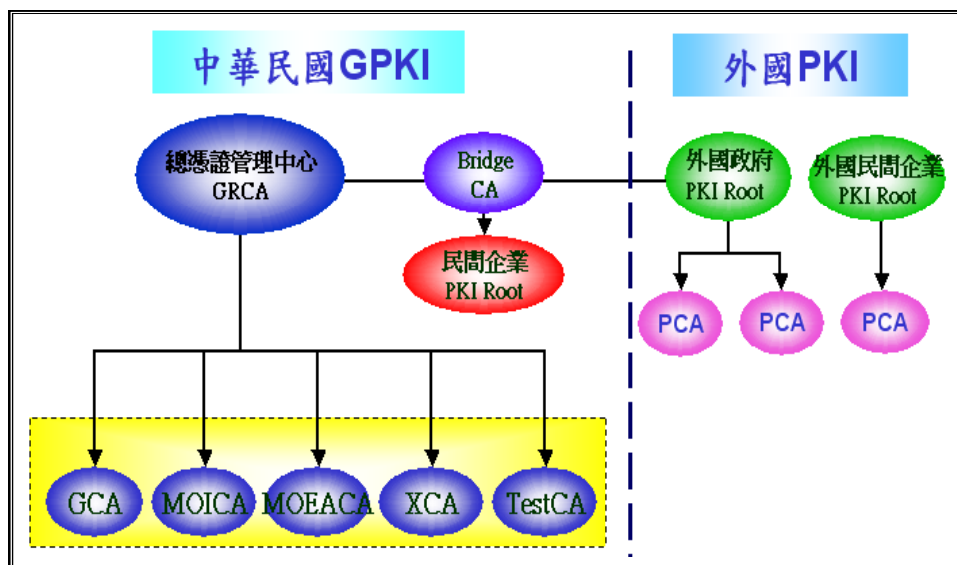 中華民國GPKI
外國PKI
總憑證管理中心
GRCA
Bridge
CA
外國政府
PKI Root
外國民間企業
PKI Root
民間企業
PKI Root
PCA
PCA
PCA
GCA
MOICA
MOEACA
XCA
TestCA